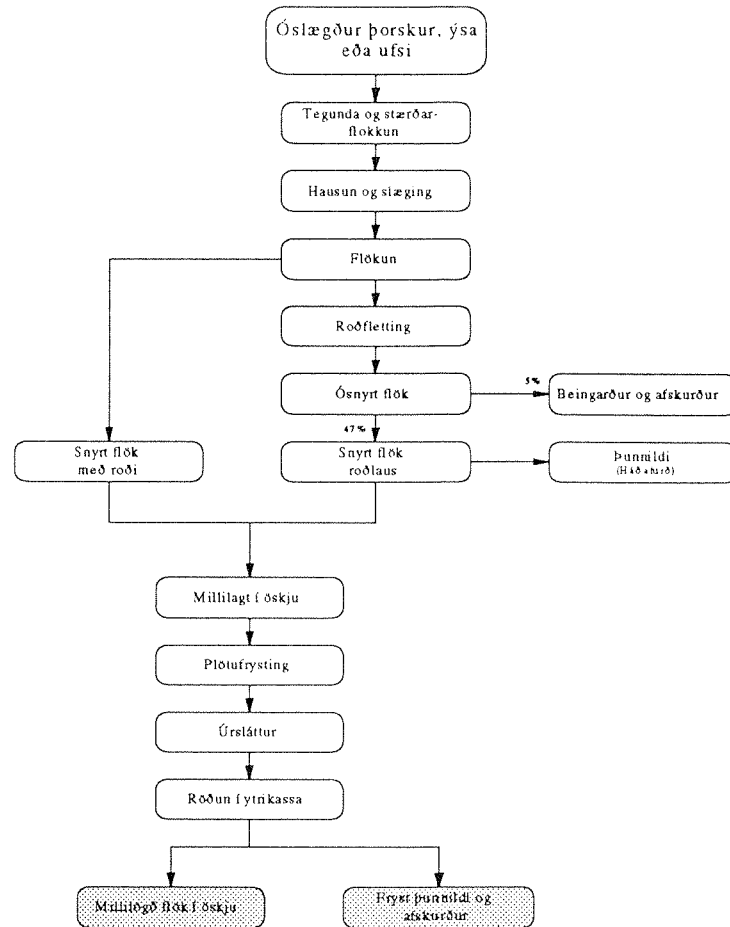 Óslægður þorskur, ýsa
eða ufsi
Tegunda og stærðar-
flokkun
Hausun og slæging
Flökun
Roðfletting
Ósnyrt flök
5%
Beingarður og afskurður
47%
Snyrt flök
með roði
Snyrt flök
roðlaus
Þunnildi
(Háð afurð)
Millilagt í öskju
Plötufrysting
Úrsláttur
Röðun í ytrikassa
Millilögð flök í öskju
Fryst þunnildi og
afskurður